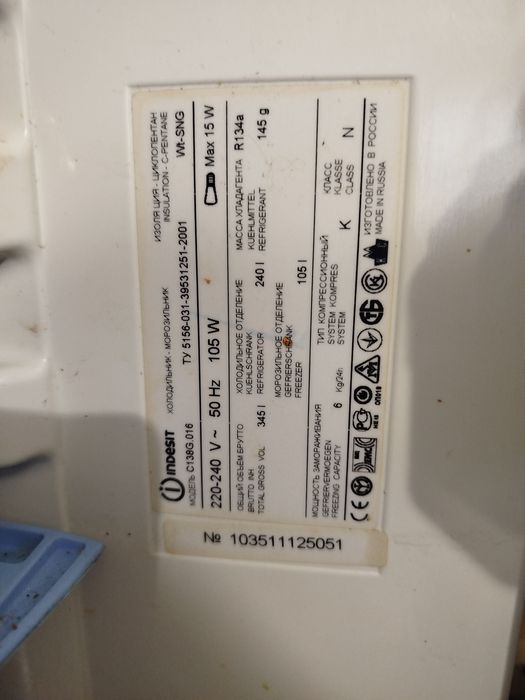 INDESIT
ХОЛОДИЛЬНИК - МОРОЗИЛЬНИК
ИЗОЛЯЦИЯ - ЦИКЛОПЕНТАН
INSULATION - C-PENTANE
МОДЕЛЬ C138G.016
ТУ 5156-031-39531251-2001
Wt-SNG
220-240 V ~ 50 Hz 105 W
Max 15 W
ОБЩИЙ ОБЪЕМ БРУТТО
BRUTTO INH.
TOTAL GROSS VOL
345 l
ХОЛОДИЛЬНОЕ ОТДЕЛЕНИЕ
KUEHLSCHRANK
REFRIGERATOR
240 l
МОРОЗИЛЬНОЕ ОТДЕЛЕНИЕ
GEFRIERSCHRANK
FREEZER
105 l
МАССА ХЛАДАГЕНТА
KUEHLMITTEL
REFRIGERANT
R134a
145 g
МОЩНОСТЬ ЗАМОРАЖИВАНИЯ
GEFRIERVERMOEGEN
FREEZING CAPACITY
6 Kg/24h
ТИП КОМПРЕССИОННЫЙ
SYSTEM KOMPRES
SYSTEM
K
КЛАСС
KLASSE
CLASS
N
CE
ИЗГОТОВЛЕНО В РОССИИ
MADE IN RUSSIA
№ 103511125051